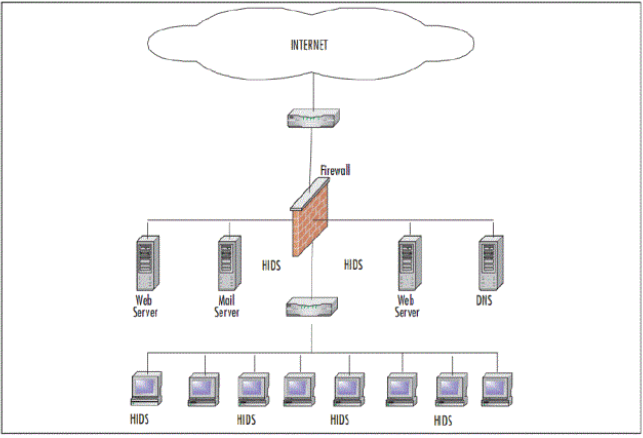 INTERNET
Firewall
HIDS
HIDS
Web
Server
Mail
Server
Web
Server
DNS
HIDS
HIDS
HIDS
HIDS